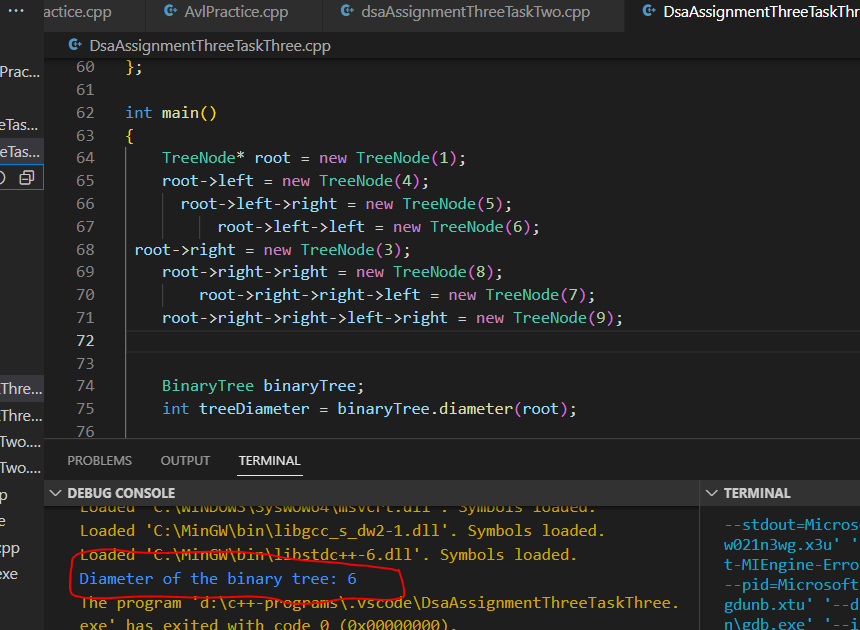 ... actice.cpp AvlPractice.cpp dsaAssignmentThreeTaskTwo.cpp DsaAssignmentThreeTaskThr
DsaAssignmentThreeTaskThree.cpp
Prac...
eTas...
eTas...
Thre...
Thre...
Two....
Two....
p
e
cpp
exe
60 };
61
62 int main()
63 {
64 TreeNode* root = new TreeNode(1);
65 root->left = new TreeNode(4);
66 root->left->right = new TreeNode(5);
67 root->left->left = new TreeNode(6);
68 root->right = new TreeNode(3);
69 root->right->right = new TreeNode(8);
70 root->right->right->left = new TreeNode(7);
71 root->right->right->left->right = new TreeNode(9);
72
73
74 BinaryTree binaryTree;
75 int treeDiameter = binaryTree.diameter(root);
76
PROBLEMS OUTPUT TERMINAL
DEBUG CONSOLE
Loaded 'C:\WINDOWS\SysWOW64\msvcrt.dll'. Symbols loaded.
Loaded 'C:\MinGW\bin\libgcc_s_dw2-1.dll'. Symbols loaded.
Loaded 'C:\MinGW\bin\libstdc++-6.dll'. Symbols loaded.
Diameter of the binary tree: 6
The program 'd:\c++-programs\.vscode\DsaAssignmentThreeTaskThree.
exe' has exited with code 0 (0x00000000).
TERMINAL
--stdout=Microso
w021n3wg.x3u' '
t-MIEngine-Erro
--pid=Microsoft
gdunb.xtu' '--d
n\gdb.exe' '--i